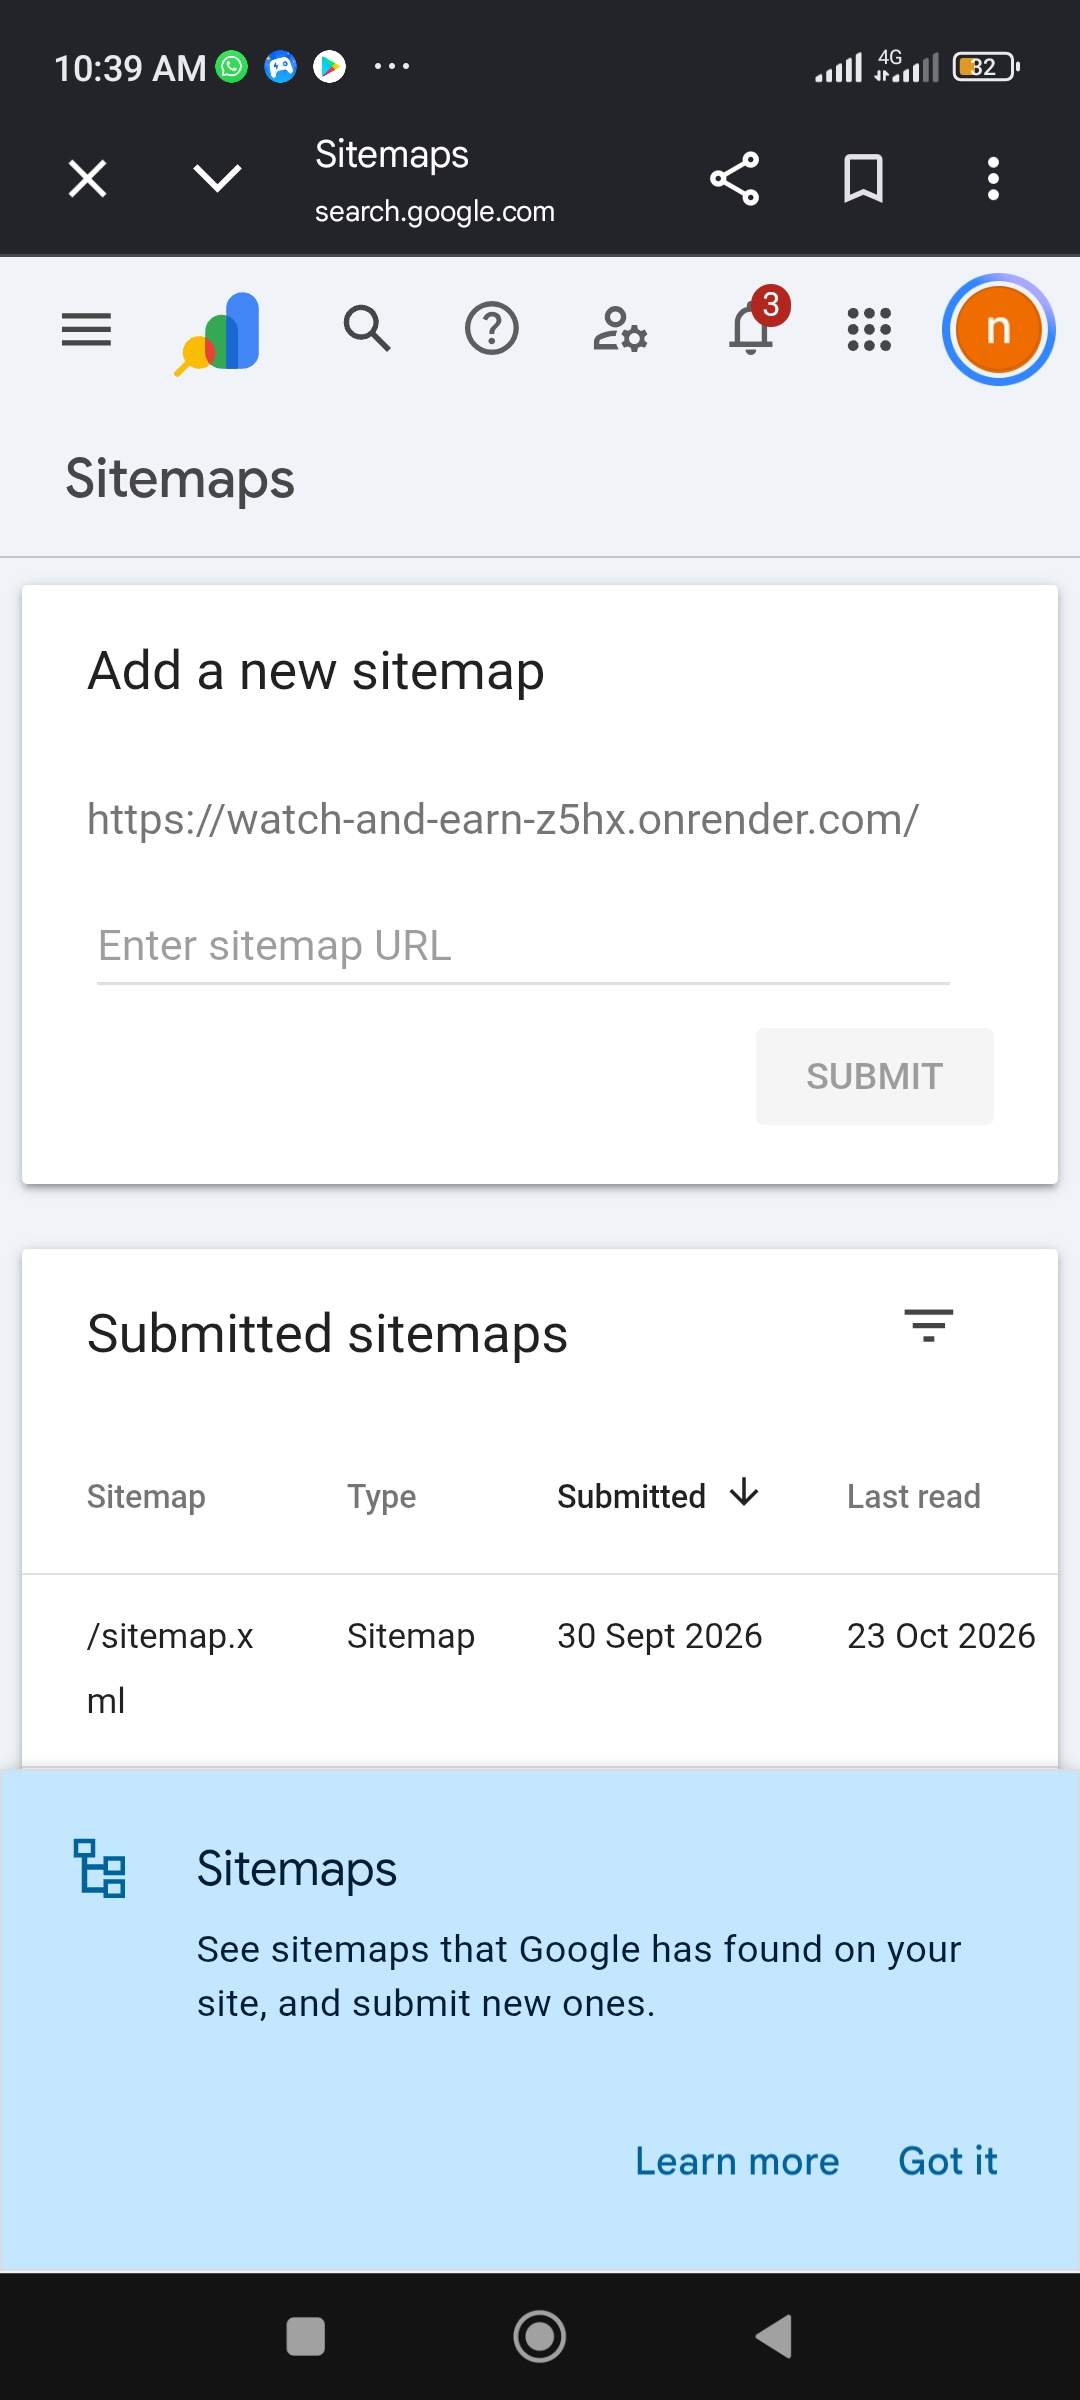 10:39 AM
4G
32
Sitemaps
search.google.com
3
n
Sitemaps
Add a new sitemap
https://watch-and-earn-z5hx.onrender.com/
Enter sitemap URL
SUBMIT
Submitted sitemaps
Sitemap Type Submitted Last read
/sitemap.x Sitemap 30 Sept 2026 23 Oct 2026
ml
Sitemaps
See sitemaps that Google has found on your
site, and submit new ones.
Learn more Got it